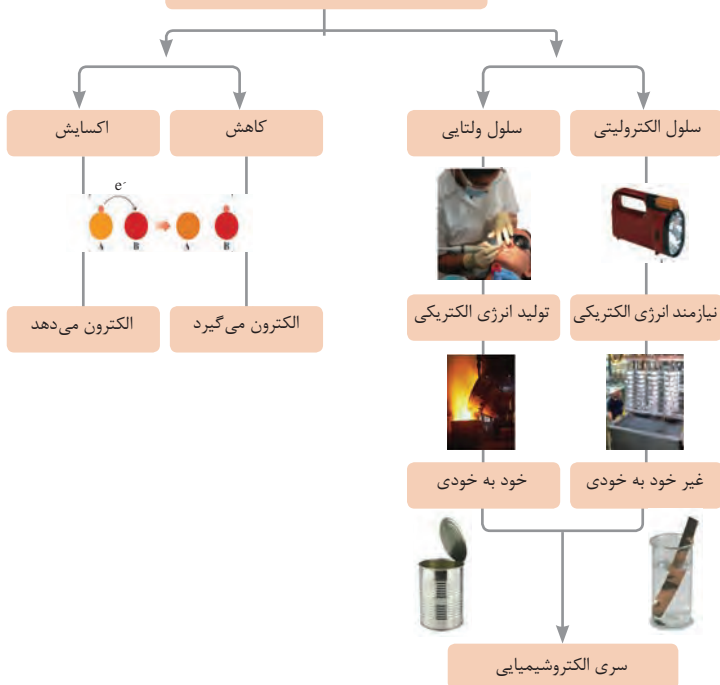 سلول الکترولیتی
سلول ولتایی
کاهش
اکسایش
e⁻
A B A B
نیازمند انرژی الکتریکی
تولید انرژی الکتریکی
الکترون می‌گیرد
الکترون می‌دهد
غیر خود به خودی
خود به خودی
سری الکتروشیمیایی